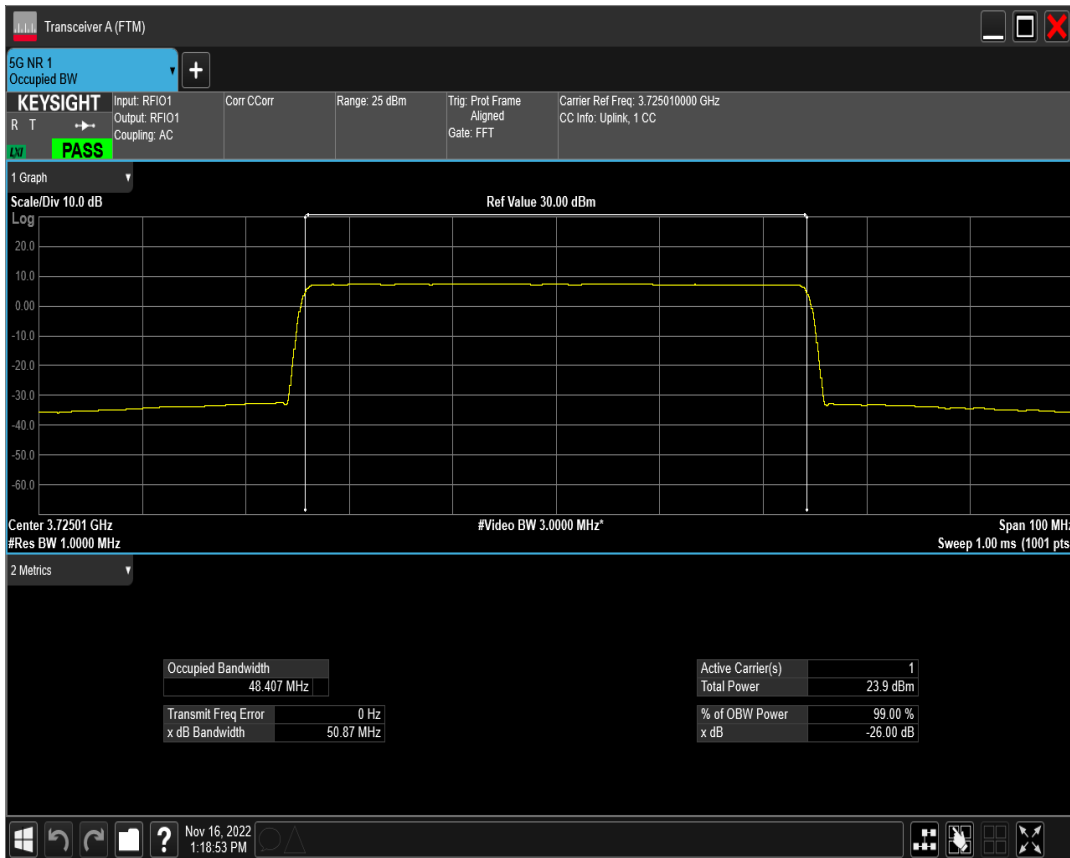 Transceiver A (FTM)
5G NR 1
Occupied BW
+
KEYSIGHT
R T
LXI
PASS
Input: RFIO1
Output: RFIO1
Coupling: AC
Corr CCorr
Range: 25 dBm
Trig: Prot Frame
Aligned
Gate: FFT
Carrier Ref Freq: 3.725010000 GHz
CC Info: Uplink, 1 CC
1 Graph
Scale/Div 10.0 dB
Ref Value 30.00 dBm
Log
20.0
10.0
0.00
-10.0
-20.0
-30.0
-40.0
-50.0
-60.0
Center 3.72501 GHz
#Video BW 3.0000 MHz*
Span 100 MHz
#Res BW 1.0000 MHz
Sweep 1.00 ms (1001 pts
2 Metrics
Occupied Bandwidth
48.407 MHz
Transmit Freq Error 0 Hz
x dB Bandwidth 50.87 MHz
Active Carrier(s) 1
Total Power 23.9 dBm
% of OBW Power 99.00 %
x dB -26.00 dB
?
Nov 16, 2022
1:18:53 PM